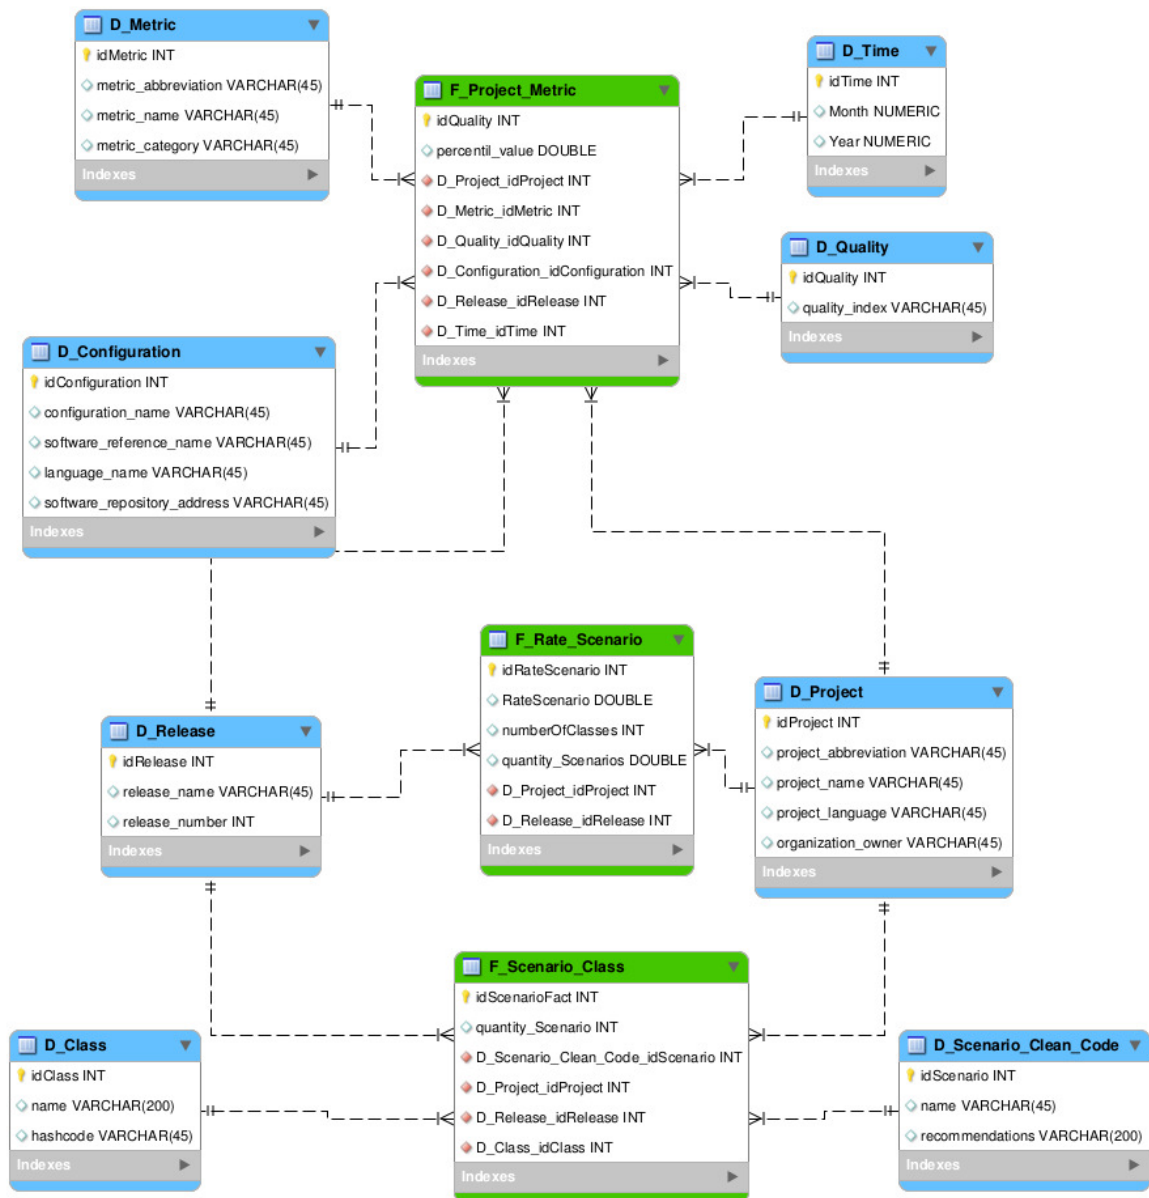 D_Metric
idMetric INT
metric_abbreviation VARCHAR(45)
metric_name VARCHAR(45)
metric_category VARCHAR(45)
Indexes
F_Project_Metric
idQuality INT
percentil_value DOUBLE
D_Project_idProject INT
D_Metric_idMetric INT
D_Quality_idQuality INT
D_Configuration_idConfiguration INT
D_Release_idRelease INT
D_Time_idTime INT
Indexes
D_Time
idTime INT
Month NUMERIC
Year NUMERIC
Indexes
D_Quality
idQuality INT
quality_index VARCHAR(45)
Indexes
D_Configuration
idConfiguration INT
configuration_name VARCHAR(45)
software_reference_name VARCHAR(45)
language_name VARCHAR(45)
software_repository_address VARCHAR(45)
Indexes
F_Rate_Scenario
idRateScenario INT
RateScenario DOUBLE
numberOfClasses INT
quantity_Scenarios DOUBLE
D_Project_idProject INT
D_Release_idRelease INT
Indexes
D_Project
idProject INT
project_abbreviation VARCHAR(45)
project_name VARCHAR(45)
project_language VARCHAR(45)
organization_owner VARCHAR(45)
Indexes
D_Release
idRelease INT
release_name VARCHAR(45)
release_number INT
Indexes
F_Scenario_Class
idScenarioFact INT
quantity_Scenario INT
D_Scenario_Clean_Code_idScenario INT
D_Project_idProject INT
D_Release_idRelease INT
D_Class_idClass INT
Indexes
D_Class
idClass INT
name VARCHAR(200)
hashcode VARCHAR(45)
Indexes
D_Scenario_Clean_Code
idScenario INT
name VARCHAR(45)
recommendations VARCHAR(200)
Indexes